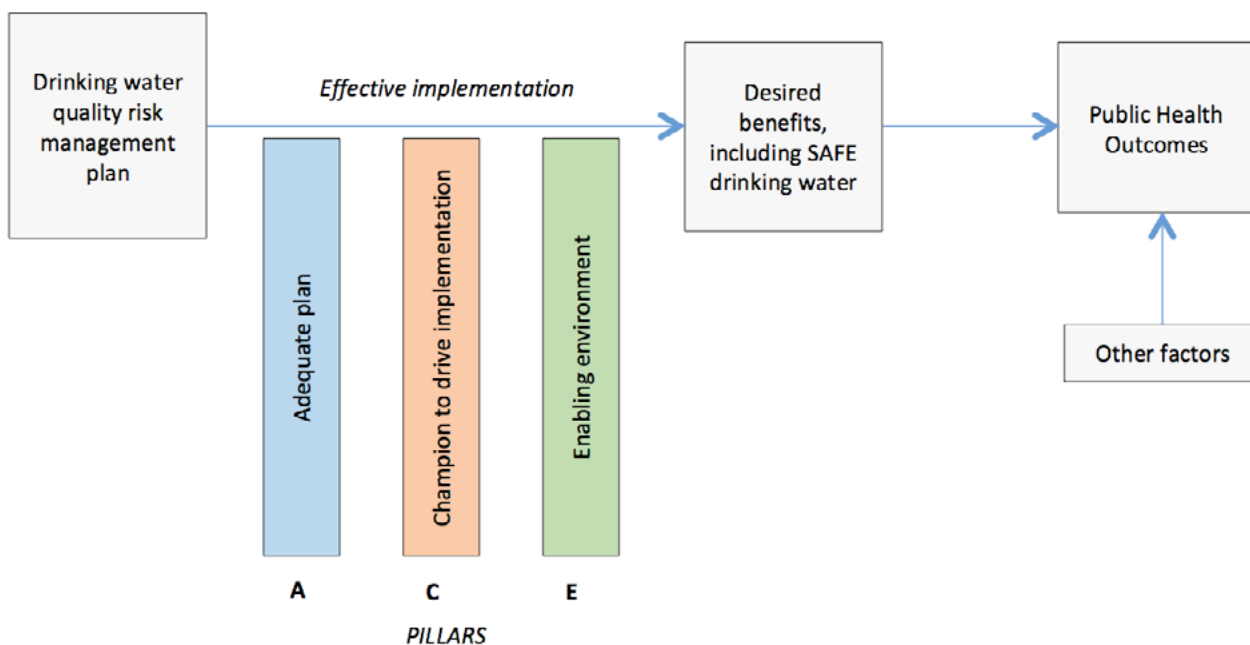 Drinking water
quality risk
management
plan
Effective implementation
Desired
benefits,
including SAFE
drinking water
Public Health
Outcomes
Other factors
Adequate plan
Champion to drive implementation
Enabling environment
A
C
E
PILLARS